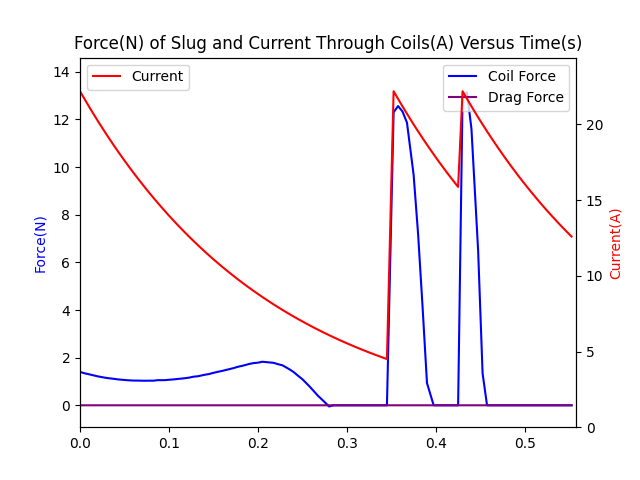 Force(N) of Slug and Current Through Coils(A) Versus Time(s)
Current
Coil Force
Drag Force
Force(N)
14
12
10
8
6
4
2
0
Current(A)
20
15
10
5
0
0.0 0.1 0.2 0.3 0.4 0.5